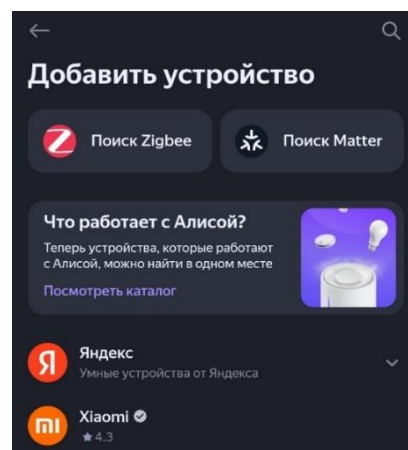 Добавить устройство
Поиск Zigbee
Поиск Matter
Что работает с Алисой?
Теперь устройства, которые работают
с Алисой, можно найти в одном месте
Посмотреть каталог
Я
Яндекс
Умные устройства от Яндекса
mi
Xiaomi
★ 4.3